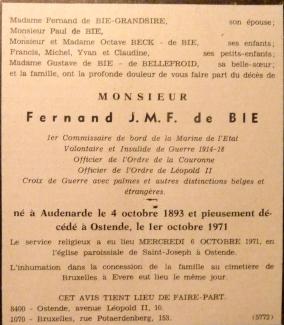 Madame Fernand de BIE-GRANDSIRE, son épouse;
Monsieur Paul de BIE,
Monsieur et Madame Octave BECK - de BIE, ses enfants;
Francis, Michel, Yvan et Claudine, ses petits-enfants;
Madame Gustave de BIE - de BELLEFROID, sa belle-sœur;
et la famille, ont la profonde douleur de vous faire part du décès de
MONSIEUR
Fernand J.M.F. de BIE
1er Commissaire de bord de la Marine de l'Etat
Volontaire et Invalide de Guerre 1914-18
Officier de l'Ordre de la Couronne
Officier de l'Ordre de Léopold II
Croix de Guerre avec palmes et autres distinctions belges et
étrangères.
né à Audenarde le 4 octobre 1893 et pieusement dé-
cédé à Ostende, le 1er octobre 1971
Le service religieux a eu lieu MERCREDI 6 OCTOBRE 1971, en
l'église paroissiale de Saint-Joseph à Ostende.
L'inhumation dans la concession de la famille au cimetière de
Bruxelles à Evere eut lieu le même jour.
CET AVIS TIENT LIEU DE FAIRE-PART.
8400 - Ostende, avenue Léopold II, 10.
1070 - Bruxelles, rue Potaerdenberg, 153. (5772)